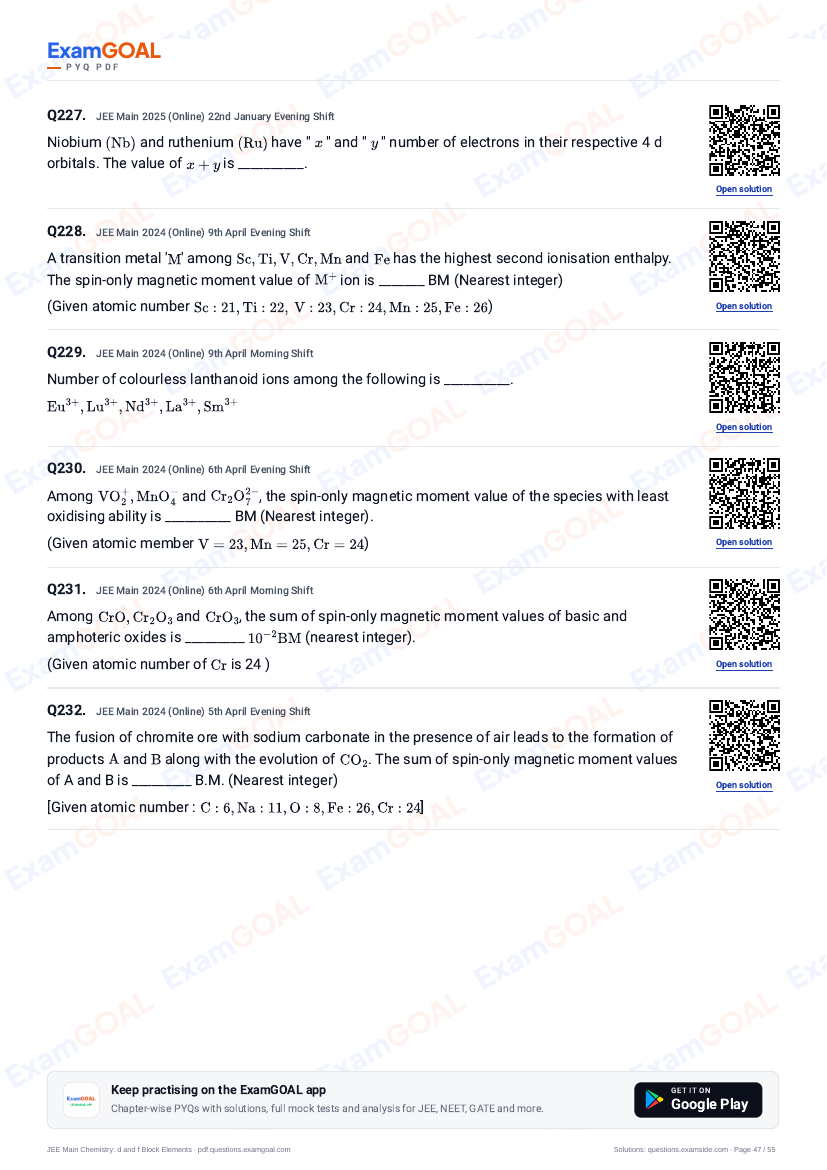 ExamGOAL
PYQ PDF
Q227. JEE Main 2025 (Online) 22nd January Evening Shift
Niobium (Nb) and ruthenium (Ru) have " x " and " y " number of electrons in their respective 4 d
orbitals. The value of x + y is __________.
Open solution
Q228. JEE Main 2024 (Online) 9th April Evening Shift
A transition metal 'M' among Sc, Ti, V, Cr, Mn and Fe has the highest second ionisation enthalpy.
The spin-only magnetic moment value of M⁺ ion is _______ BM (Nearest integer)
(Given atomic number Sc : 21, Ti : 22, V : 23, Cr : 24, Mn : 25, Fe : 26)
Open solution
Q229. JEE Main 2024 (Online) 9th April Morning Shift
Number of colourless lanthanoid ions among the following is __________.
Eu³⁺, Lu³⁺, Nd³⁺, La³⁺, Sm³⁺
Open solution
Q230. JEE Main 2024 (Online) 6th April Evening Shift
Among VO₂⁺, MnO₄⁻ and Cr₂O₇²⁻, the spin-only magnetic moment value of the species with least
oxidising ability is __________ BM (Nearest integer).
(Given atomic member V = 23, Mn = 25, Cr = 24)
Open solution
Q231. JEE Main 2024 (Online) 6th April Morning Shift
Among CrO, Cr₂O₃ and CrO₃, the sum of spin-only magnetic moment values of basic and
amphoteric oxides is _________ 10⁻²BM (nearest integer).
(Given atomic number of Cr is 24 )
Open solution
Q232. JEE Main 2024 (Online) 5th April Evening Shift
The fusion of chromite ore with sodium carbonate in the presence of air leads to the formation of
products A and B along with the evolution of CO₂. The sum of spin-only magnetic moment values
of A and B is _________ B.M. (Nearest integer)
[Given atomic number : C : 6, Na : 11, O : 8, Fe : 26, Cr : 24]
Open solution
ExamGOAL
Keep practising on the ExamGOAL app
Chapter-wise PYQs with solutions, full mock tests and analysis for JEE, NEET, GATE and more.
GET IT ON
Google Play
JEE Main Chemistry: d and f Block Elements · pdf.questions.examgoal.com
Solutions: questions.examside.com · Page 47 / 55